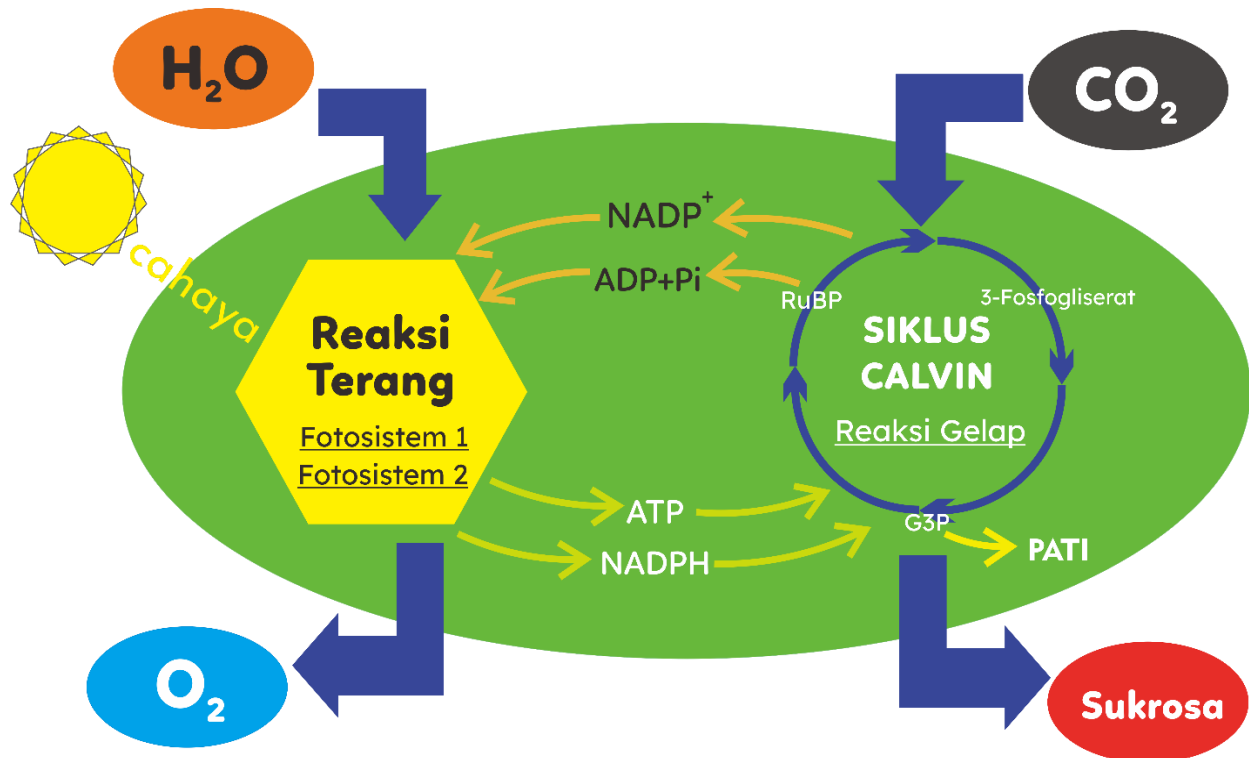 H₂O
CO₂
cahaya
NADP⁺
ADP+Pi
RuBP
3-Fosfogliserat
Reaksi
Terang
Fotosistem 1
Fotosistem 2
SIKLUS
CALVIN
Reaksi Gelap
ATP
NADPH
G3P
PATI
O₂
Sukrosa